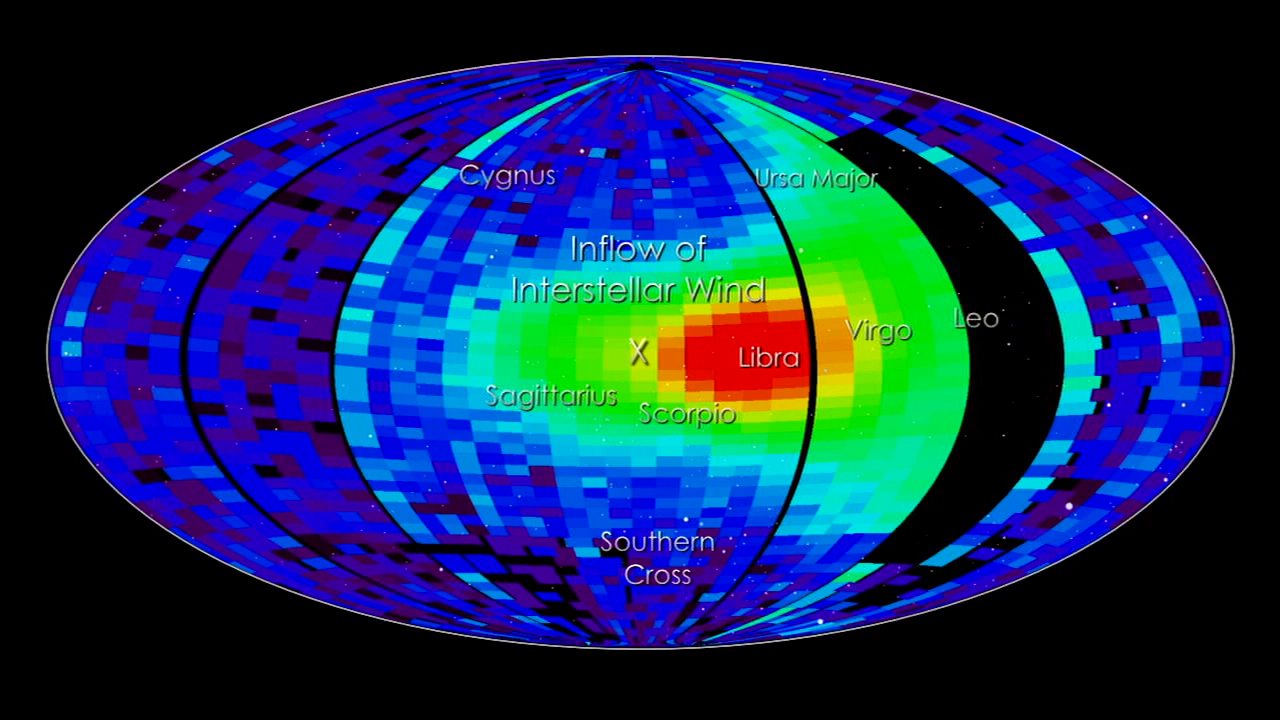 Cygnus
Ursa Major
Inflow of
Interstellar Wind
Virgo
Leo
X
Libra
Sagittarius
Scorpio
Southern
Cross